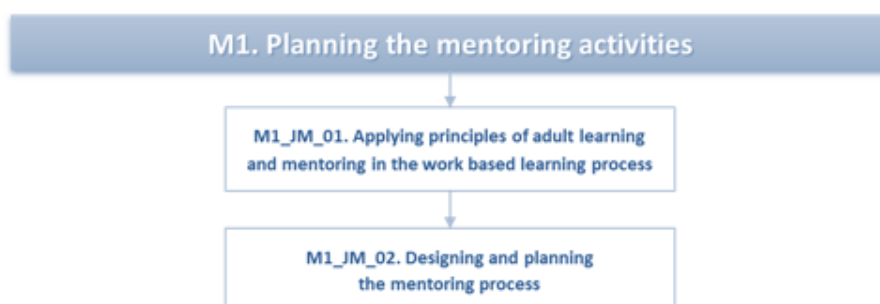 M1. Planning the mentoring activities
M1_JM_01. Applying principles of adult learning
and mentoring in the work based learning process
M1_JM_02. Designing and planning
the mentoring process